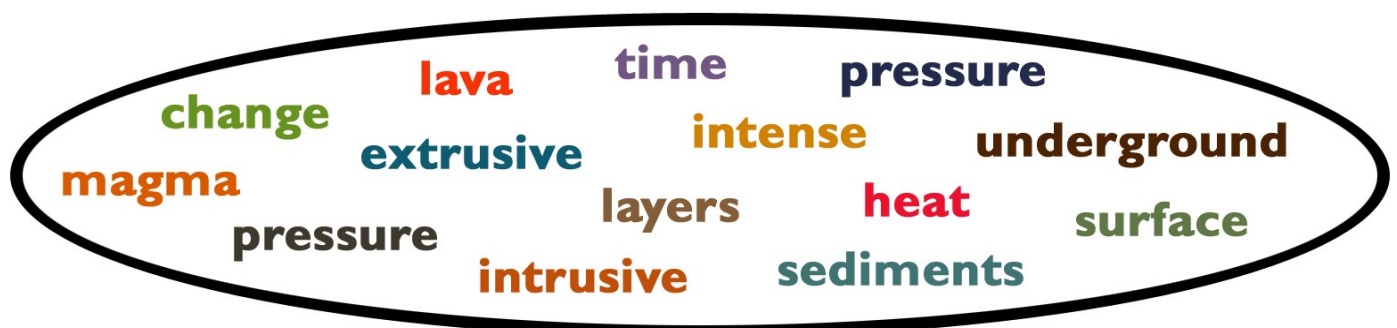 time
lava
pressure
change
intense
underground
extrusive
magma
layers
heat
surface
pressure
intrusive
sediments